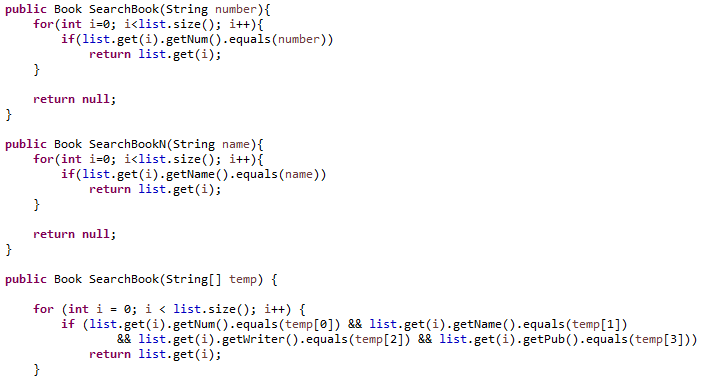 public Book SearchBook(String number){
    for(int i=0; i<list.size(); i++){
        if(list.get(i).getNum().equals(number))
            return list.get(i);
    }

    return null;
}

public Book SearchBookN(String name){
    for(int i=0; i<list.size(); i++){
        if(list.get(i).getName().equals(name))
            return list.get(i);
    }

    return null;
}

public Book SearchBook(String[] temp) {

    for (int i = 0; i < list.size(); i++) {
        if (list.get(i).getNum().equals(temp[0]) && list.get(i).getName().equals(temp[1])
                && list.get(i).getWriter().equals(temp[2]) && list.get(i).getPub().equals(temp[3]))
            return list.get(i);
    }